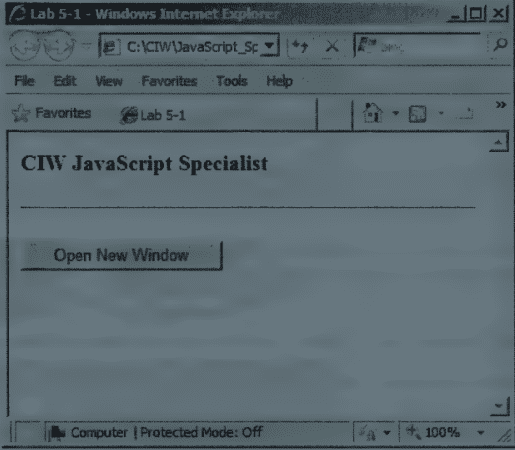 Lab 5-1 - Windows Internet Explorer
C:\CIW\JavaScript_Sp
File Edit View Favorites Tools Help
Favorites Lab 5-1
CIW JavaScript Specialist
Open New Window
Computer | Protected Mode: Off 100%